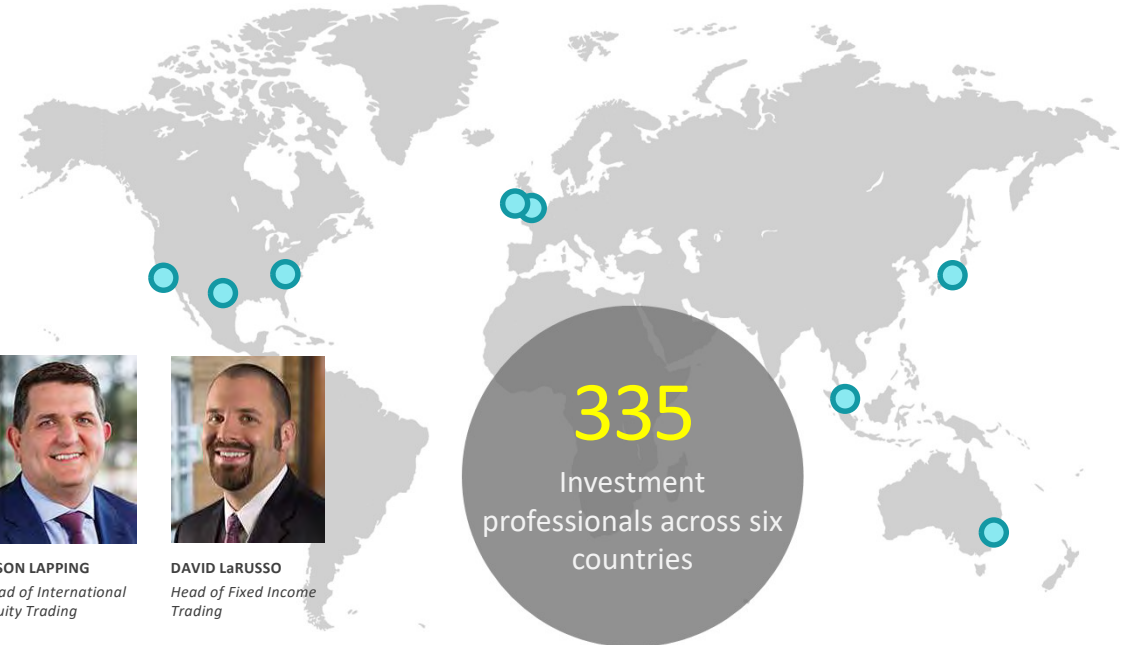 335
Investment
professionals across six
countries
SON LAPPING
ad of International
uity Trading
DAVID LaRUSSO
Head of Fixed Income
Trading